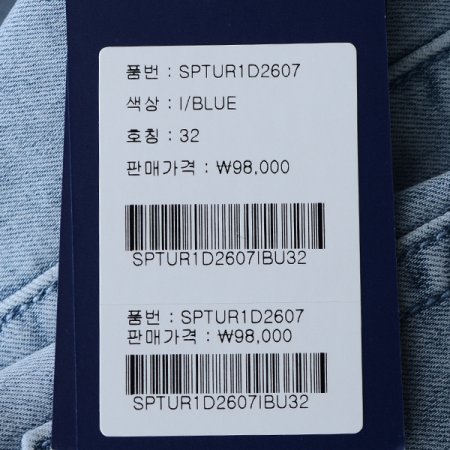 품번 : SPTUR1D2607
색상 : I/BLUE
호칭 : 32
판매가격 : ₩98,000
SPTUR1D2607IBU32
품번 : SPTUR1D2607
판매가격 : ₩98,000
SPTUR1D2607IBU32